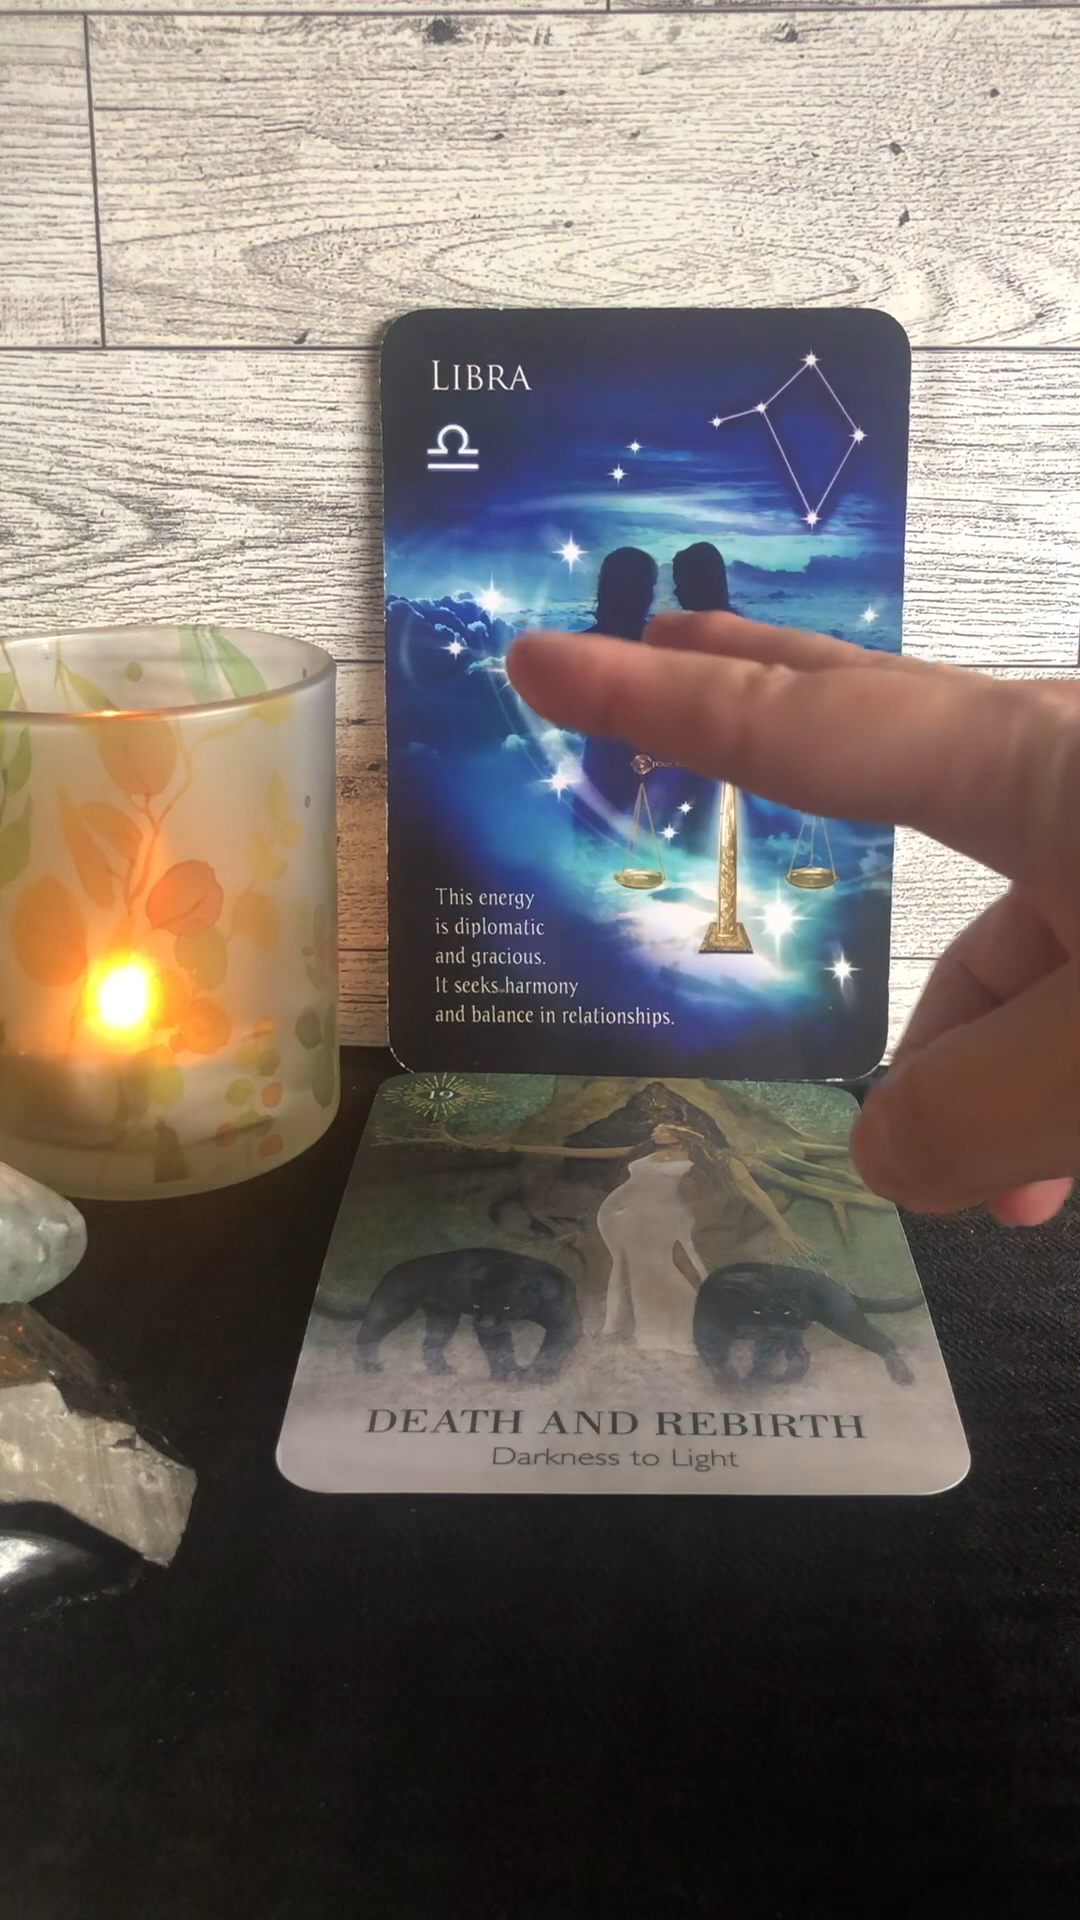 LIBRA
♎
This energy
is diplomatic
and gracious.
It seeks harmony
and balance in relationships.
19
DEATH AND REBIRTH
Darkness to Light